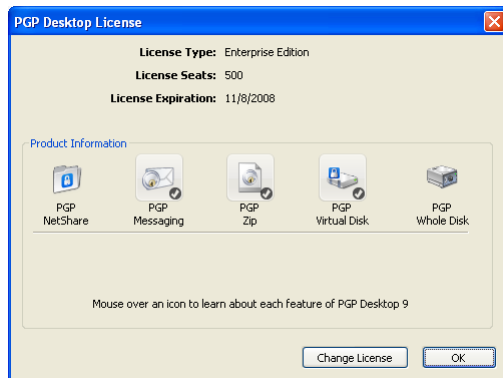 PGP Desktop License
License Type: Enterprise Edition
License Seats: 500
License Expiration: 11/8/2008
Product Information
PGP NetShare
PGP Messaging
PGP Zip
PGP Virtual Disk
PGP Whole Disk
Mouse over an icon to learn about each feature of PGP Desktop 9
Change License
OK